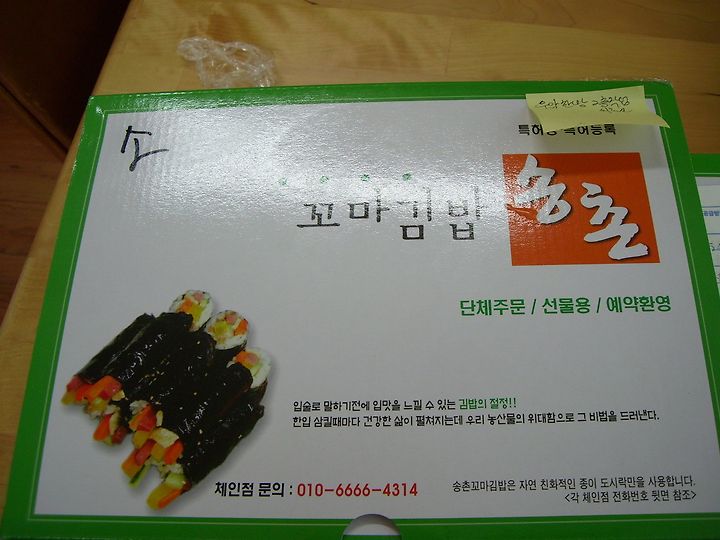 소
특허청 특허등록
꼬마김밥 송촌
단체주문 / 선물용 / 예약환영
입술로 말하기전에 입맛을 느낄 수 있는 김밥의 절정!!
한입 삼킬때마다 건강한 삶이 펼쳐지는데 우리 농산물의 위대함으로 그 비법을 드러낸다.
체인점 문의 : 010-6666-4314
송촌꼬마김밥은 자연 친화적인 종이 도시락만을 사용합니다.
<각 체인점 전화번호 뒷면 참조>